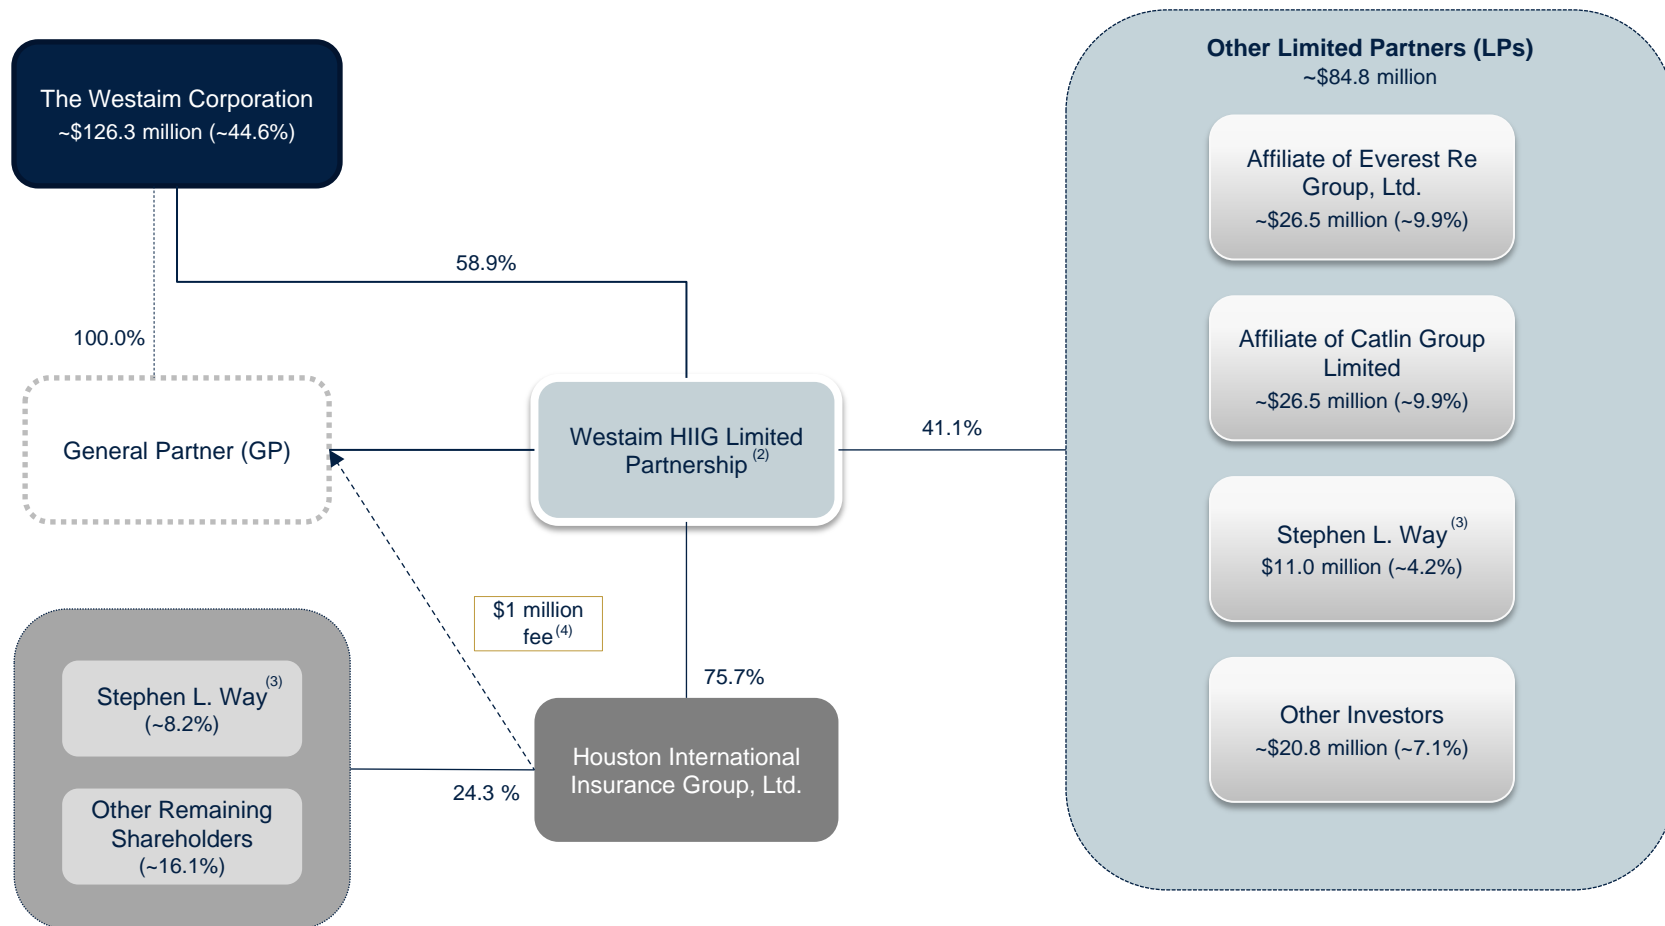 The Westaim Corporation
~$126.3 million (~44.6%)
58.9%
100.0%
General Partner (GP)
Westaim HIIG Limited
Partnership (2)
41.1%
$1 million
fee (4)
75.7%
Stephen L. Way (3)
(~8.2%)
Other Remaining
Shareholders
(~16.1%)
24.3 %
Houston International
Insurance Group, Ltd.
Other Limited Partners (LPs)
~$84.8 million
Affiliate of Everest Re
Group, Ltd.
~$26.5 million (~9.9%)
Affiliate of Catlin Group
Limited
~$26.5 million (~9.9%)
Stephen L. Way (3)
$11.0 million (~4.2%)
Other Investors
~$20.8 million (~7.1%)